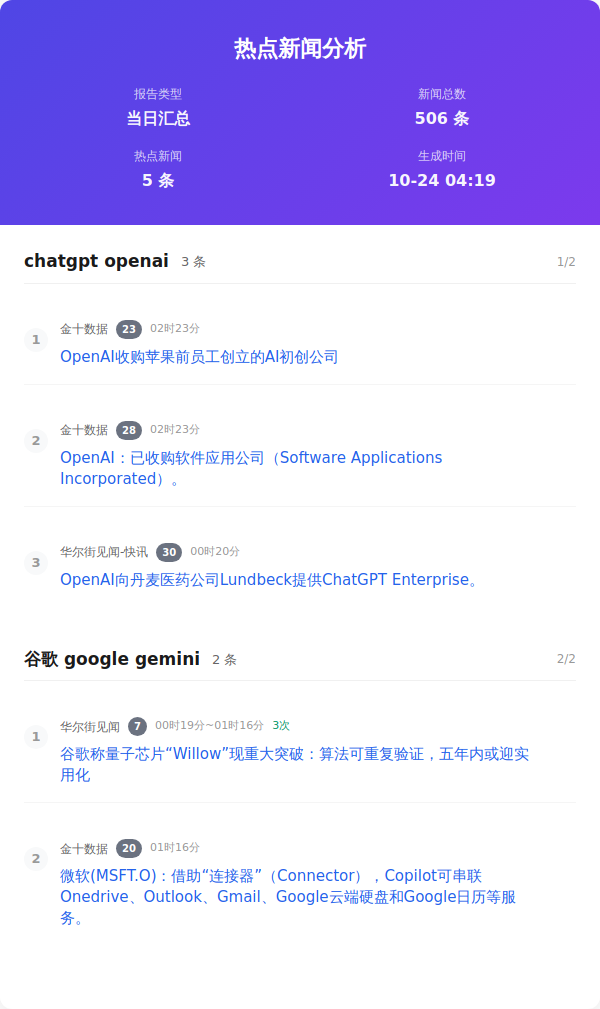 热点新闻分析
报告类型
新闻总数
当日汇总
506 条
热点新闻
生成时间
5 条
10-24 04:19
chatgpt openai 3 条 1/2
1
金十数据 23 02时23分
OpenAI收购苹果前员工创立的AI初创公司
2
金十数据 28 02时23分
OpenAI：已收购软件应用公司（Software Applications
Incorporated）。
3
华尔街见闻-快讯 30 00时20分
OpenAI向丹麦医药公司Lundbeck提供ChatGPT Enterprise。
谷歌 google gemini 2 条 2/2
1
华尔街见闻 7 00时19分~01时16分 3次
谷歌称量子芯片“Willow”现重大突破：算法可重复验证，五年内或迎实
用化
2
金十数据 20 01时16分
微软(MSFT.O)：借助“连接器”（Connector），Copilot可串联
Onedrive、Outlook、Gmail、Google云端硬盘和Google日历等服
务。